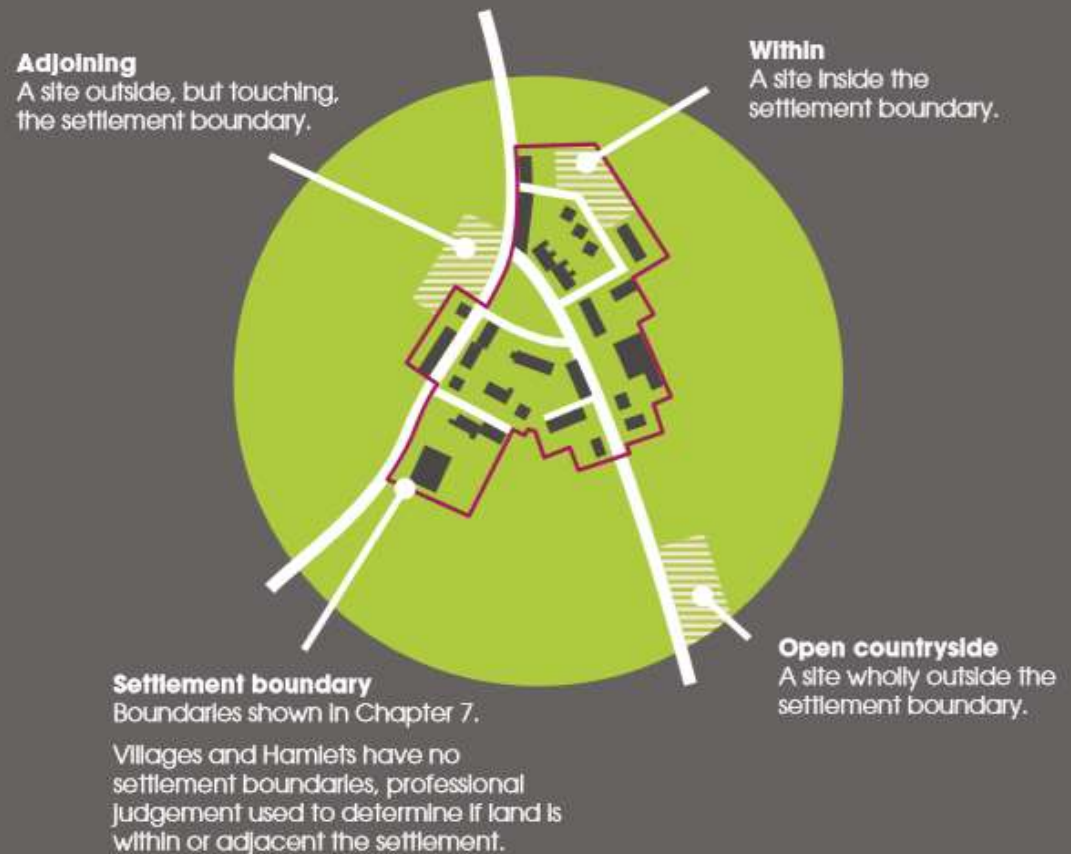 Adjoining
A site outside, but touching,
the settlement boundary.
Within
A site inside the
settlement boundary.
Settlement boundary
Boundaries shown in Chapter 7.
Villages and Hamlets have no
settlement boundaries, professional
judgement used to determine if land is
within or adjacent the settlement.
Open countryside
A site wholly outside the
settlement boundary.